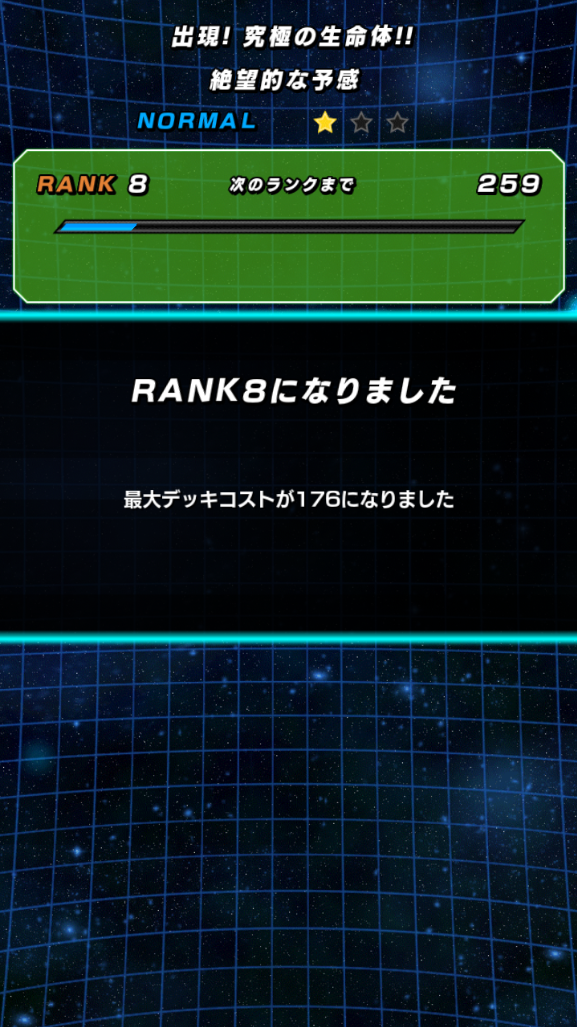 出現! 究極の生命体!!
絶望的な予感
NORMAL
RANK 8 次のランクまで 259
RANK8になりました
最大デッキコストが176になりました